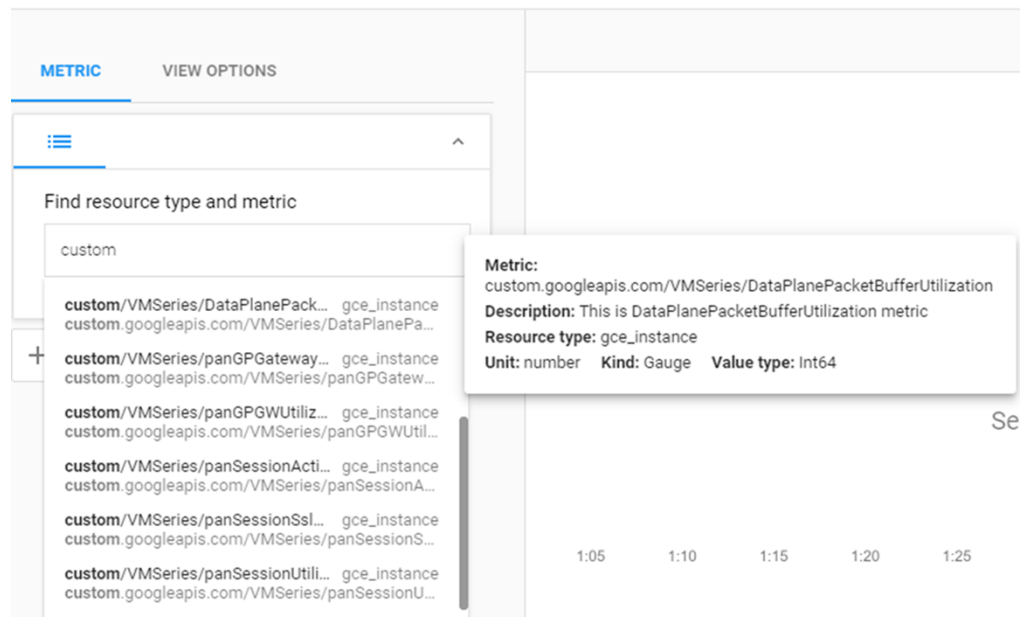 METRIC VIEW OPTIONS
Find resource type and metric
custom
custom/VMSeries/DataPlanePack... gce_instance
custom.googleapis.com/VMSeries/DataPlanePa...
custom/VMSeries/panGPGateway... gce_instance
custom.googleapis.com/VMSeries/panGPGatew...
custom/VMSeries/panGPGWUtiliz... gce_instance
custom.googleapis.com/VMSeries/panGPGWUtil...
custom/VMSeries/panSessionActi... gce_instance
custom.googleapis.com/VMSeries/panSessionA...
custom/VMSeries/panSessionSsl... gce_instance
custom.googleapis.com/VMSeries/panSessionS...
custom/VMSeries/panSessionUtili... gce_instance
custom.googleapis.com/VMSeries/panSessionU...
Metric:
custom.googleapis.com/VMSeries/DataPlanePacketBufferUtilization
Description: This is DataPlanePacketBufferUtilization metric
Resource type: gce_instance
Unit: number Kind: Gauge Value type: Int64
Se
1:05 1:10 1:15 1:20 1:25